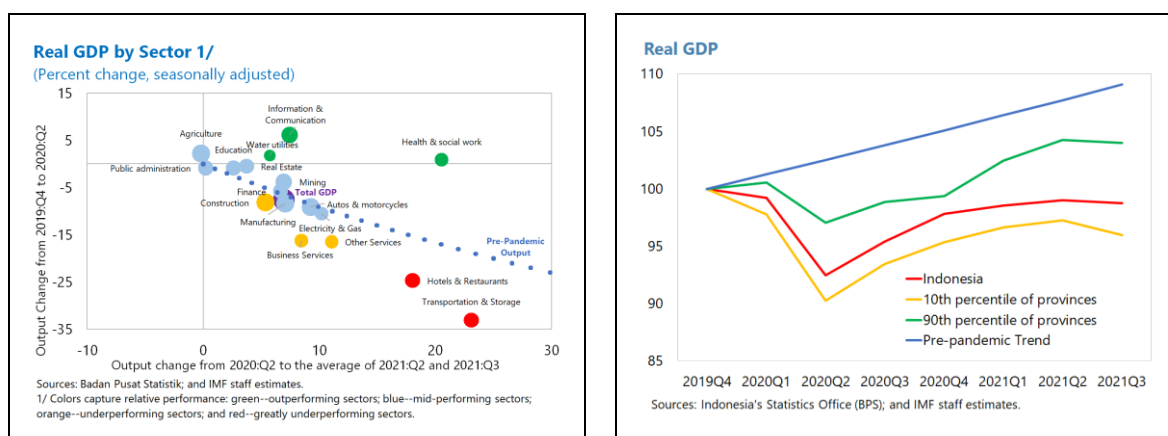 Real GDP by Sector 1/
(Percent change, seasonally adjusted)
Output Change from 2019:Q4 to 2020:Q2
15
5
-5
-15
-25
-35
Information &
Communication
Agriculture
Water utilities
Education
Health & social work
Public administration
Real Estate
Mining
Finance
Total GDP
Construction
Autos & motorcycles
Manufacturing
Electricity & Gas
Other Services
Business Services
Pre-Pandemic
Output
Hotels & Restaurants
Transportation & Storage
-10
0
10
20
30
Output change from 2020:Q2 to the average of 2021:Q2 and 2021:Q3
Sources: Badan Pusat Statistik; and IMF staff estimates.
1/ Colors capture relative performance: green--outperforming sectors; blue--mid-performing sectors;
orange--underperforming sectors; and red--greatly underperforming sectors.
Real GDP
110
105
100
95
90
85
Indonesia
10th percentile of provinces
90th percentile of provinces
Pre-pandemic Trend
2019Q4 2020Q1 2020Q2 2020Q3 2020Q4 2021Q1 2021Q2 2021Q3
Sources: Indonesia's Statistics Office (BPS); and IMF staff estimates.